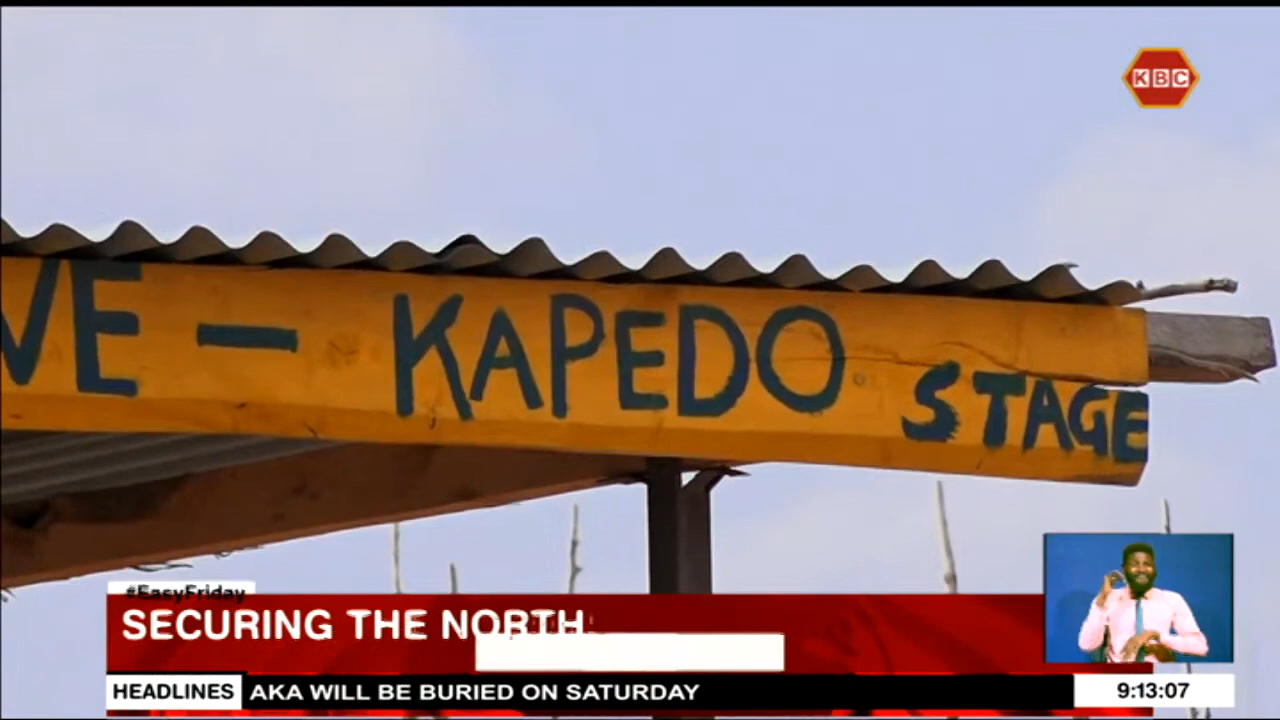 KBC
VE - KAPEDO STAGE
#EasyFriday
SECURING THE NORTH
HEADLINES AKA WILL BE BURIED ON SATURDAY 9:13:07